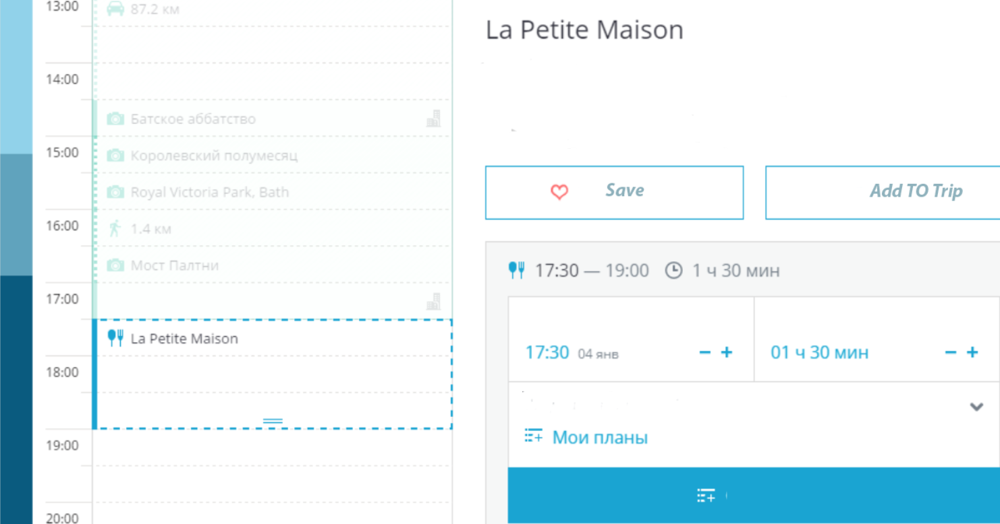 13:00
87.2 км
14:00
Батское аббатство
15:00
Королевский полумесяц
Royal Victoria Park, Bath
16:00
1.4 км
Мост Палтни
17:00
La Petite Maison
18:00
19:00
20:00
La Petite Maison
Save
Add TO Trip
17:30 — 19:00 1 ч 30 мин
17:30 04 янв − + 01 ч 30 мин − +
Мои планы